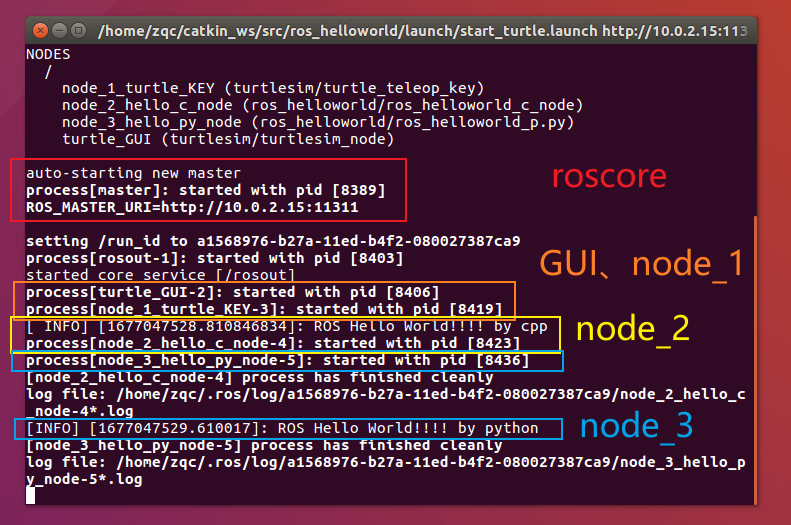 /home/zqc/catkin_ws/src/ros_helloworld/launch/start_turtle.launch http://10.0.2.15:113
NODES
/
node_1_turtle_KEY (turtlesim/turtle_teleop_key)
node_2_hello_c_node (ros_helloworld/ros_helloworld_c_node)
node_3_hello_py_node (ros_helloworld/ros_helloworld_p.py)
turtle_GUI (turtlesim/turtlesim_node)
auto-starting new master
process[master]: started with pid [8389]
ROS_MASTER_URI=http://10.0.2.15:11311
roscore
setting /run_id to a1568976-b27a-11ed-b4f2-080027387ca9
process[rosout-1]: started with pid [8403]
started core service [/rosout]
GUI、node_1
process[turtle_GUI-2]: started with pid [8406]
process[node_1_turtle_KEY-3]: started with pid [8419]
[ INFO] [1677047528.810846834]: ROS Hello World!!!! by cpp
process[node_2_hello_c_node-4]: started with pid [8423]
node_2
process[node_3_hello_py_node-5]: started with pid [8436]
[node_2_hello_c_node-4] process has finished cleanly
log file: /home/zqc/.ros/log/a1568976-b27a-11ed-b4f2-080027387ca9/node_2_hello_c
_node-4*.log
[INFO] [1677047529.610017]: ROS Hello World!!!! by python
node_3
[node_3_hello_py_node-5] process has finished cleanly
log file: /home/zqc/.ros/log/a1568976-b27a-11ed-b4f2-080027387ca9/node_3_hello_p
y_node-5*.log